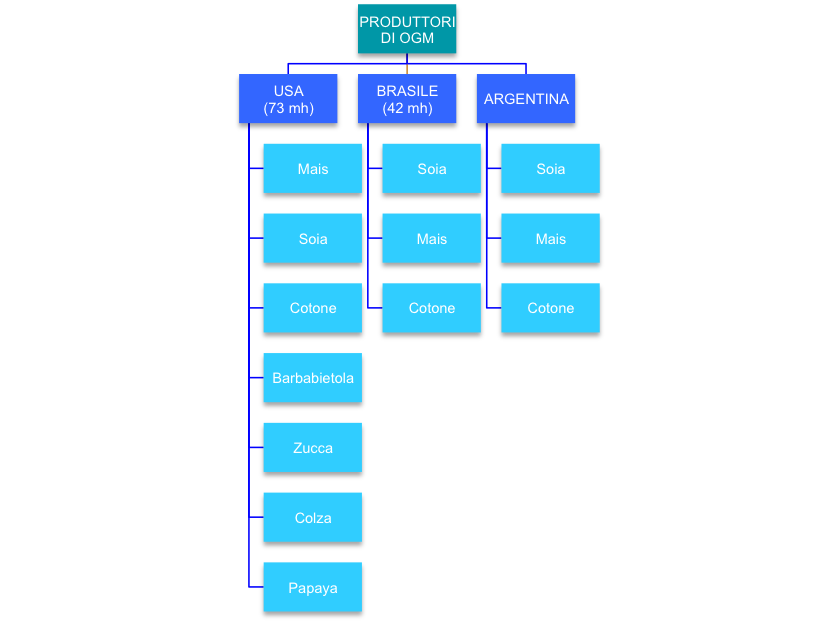 PRODUTTORI
DI OGM
USA
(73 mh)
BRASILE
(42 mh)
ARGENTINA
Mais
Soia
Cotone
Barbabietola
Zucca
Colza
Papaya
Soia
Mais
Cotone
Soia
Mais
Cotone